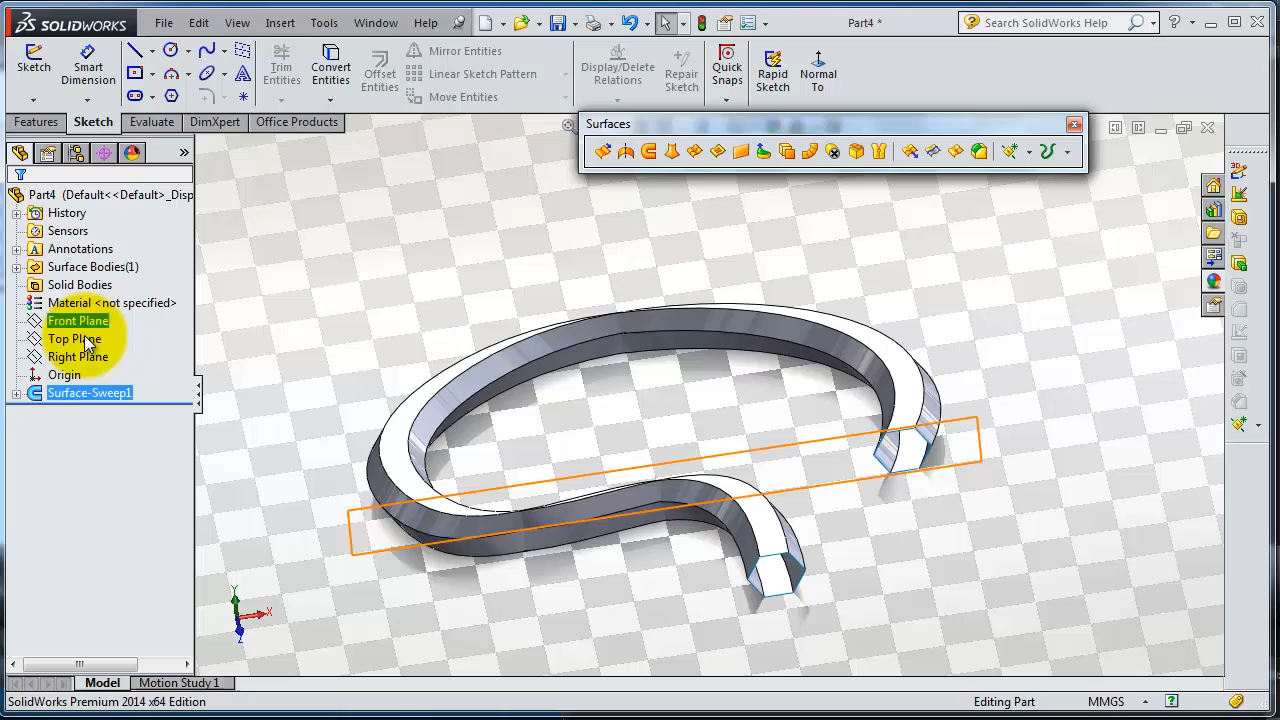 SOLIDWORKS File Edit View Insert Tools Window Help Part4 * Search SolidWorks Help
Sketch Smart Dimension Trim Entities Convert Entities Offset Entities Mirror Entities Linear Sketch Pattern Move Entities Display/Delete Relations Repair Sketch Quick Snaps Rapid Sketch Normal To
Features Sketch Evaluate DimXpert Office Products
Surfaces
Part4 (Default<<Default>_Disp
History
Sensors
Annotations
Surface Bodies(1)
Solid Bodies
Material <not specified>
Front Plane
Top Plane
Right Plane
Origin
Surface-Sweep1
Y
X
Z
Model Motion Study 1
SolidWorks Premium 2014 x64 Edition Editing Part MMGS